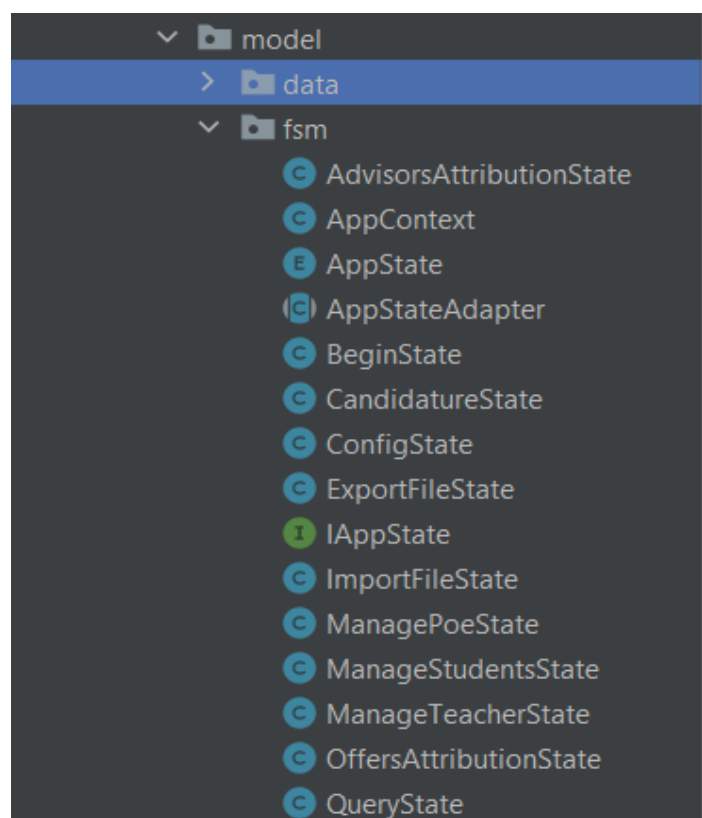 model
data
fsm
C AdvisorsAttributionState
C AppContext
E AppState
C AppStateAdapter
C BeginState
C CandidatureState
C ConfigState
C ExportFileState
I IAppState
C ImportFileState
C ManagePoeState
C ManageStudentsState
C ManageTeacherState
C OffersAttributionState
C QueryState